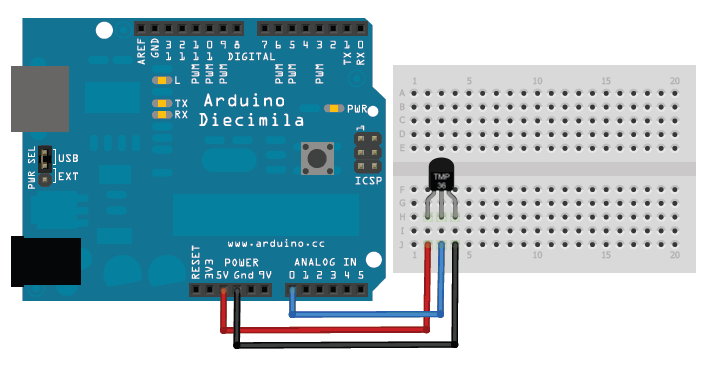 AREF GND 13 12 11 10 9 8 7 6 5 4 3 2 TX 1 RX 0
PWM PWM PWM PWM PWM PWM
DIGITAL
L
TX
RX
Arduino
Diecimila
PWR
1
ICSP
PWR SEL
USB
EXT
www.arduino.cc
RESET 3V3 5V Gnd 9V
POWER
ANALOG IN
0 1 2 3 4 5
1 5 10 15 20
A
B
C
D
E
TMP
36
F
G
H
I
J
1 5 10 15 20